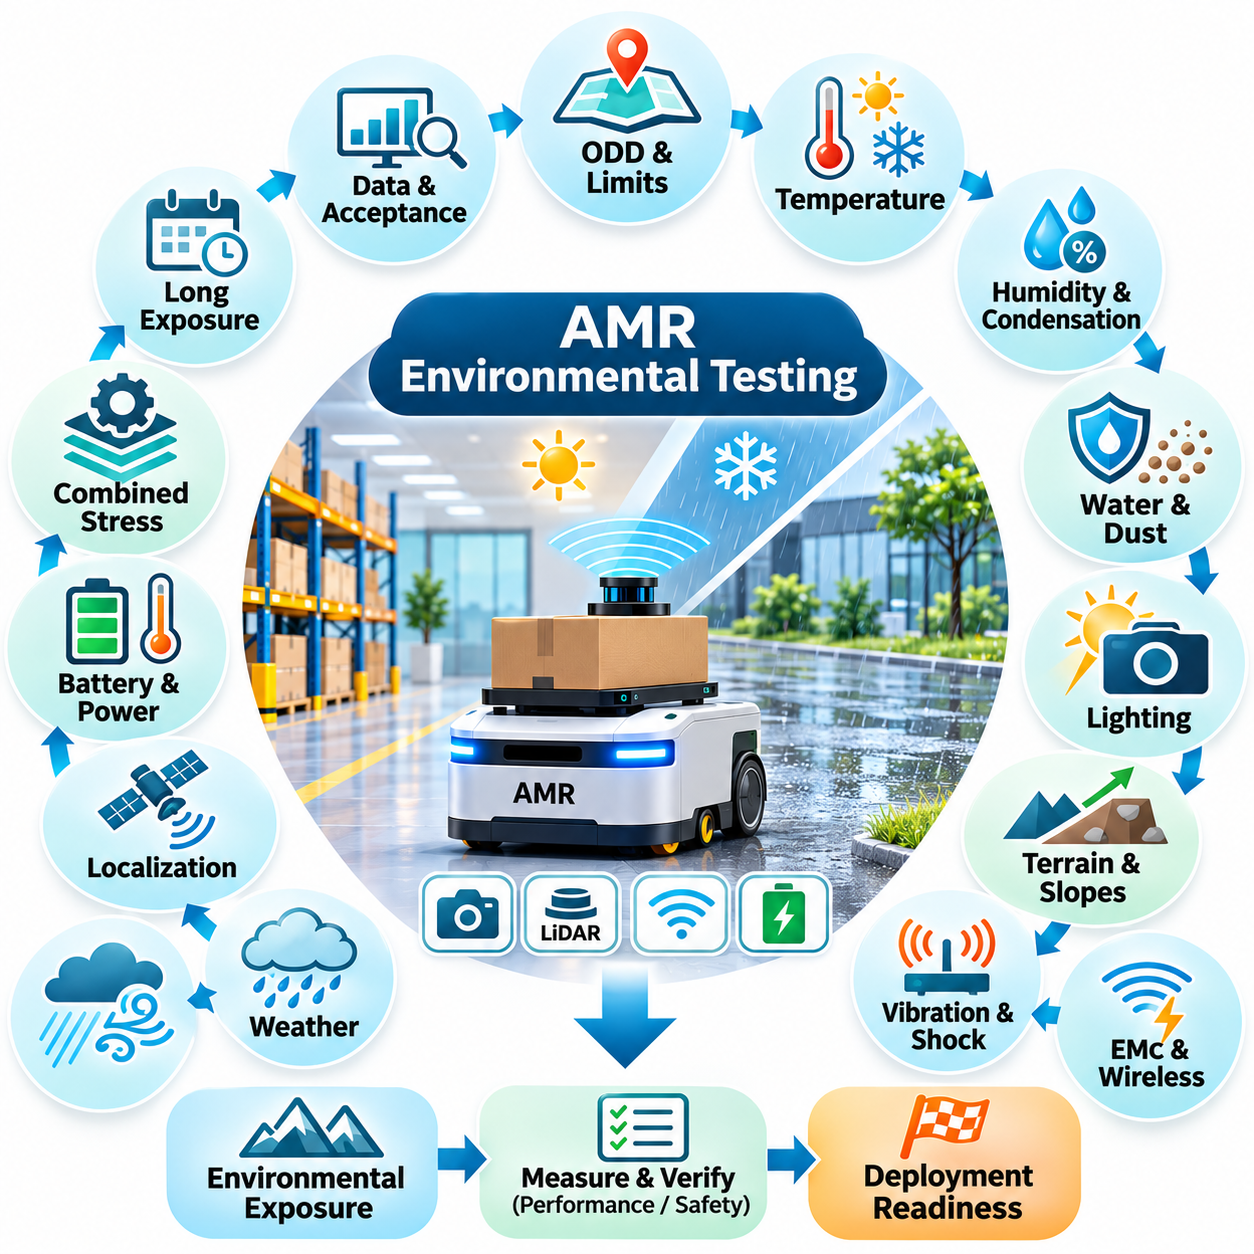 ODD &
Limits
Data &
Acceptance
Temperature
Long
Exposure
Humidity &
Condensation
%
AMR
Environmental Testing
Combined
Stress
Water &
Dust
Battery &
Power
Lighting
AMR
Localization
Terrain &
Slopes
LiDAR
Weather
Vibration &
Shock
EMC &
Wireless
Environmental
Exposure
Measure & Verify
(Performance / Safety)
Deployment
Readiness